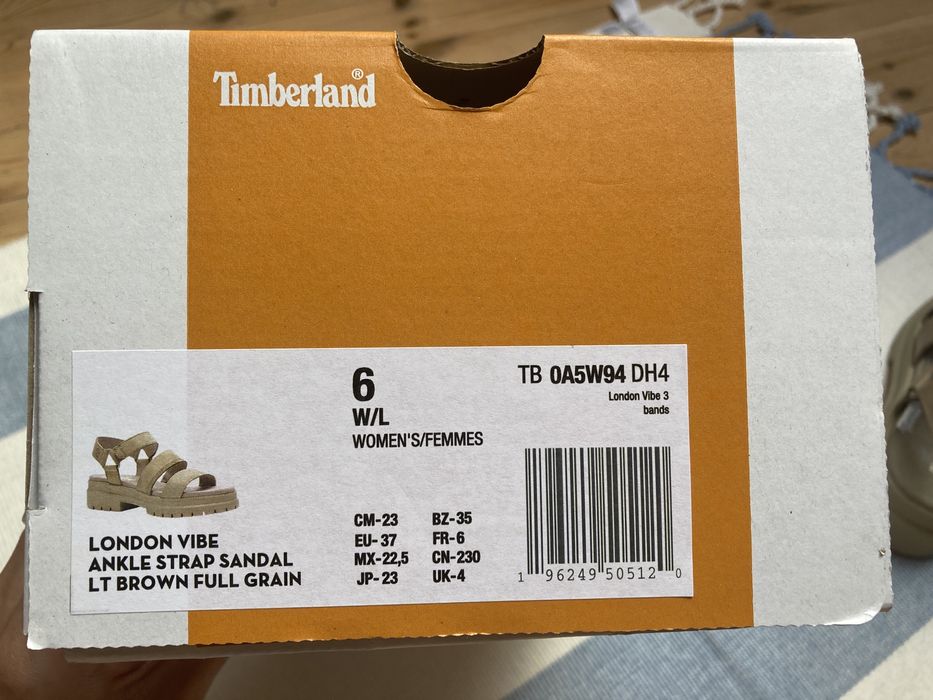 Timberland®
6
W/L
WOMEN'S/FEMMES
TB 0A5W94 DH4
London Vibe 3
bands
LONDON VIBE
ANKLE STRAP SANDAL
LT BROWN FULL GRAIN
CM-23 BZ-35
EU-37 FR-6
MX-22,5 CN-230
JP-23 UK-4
1 96249 50512 0